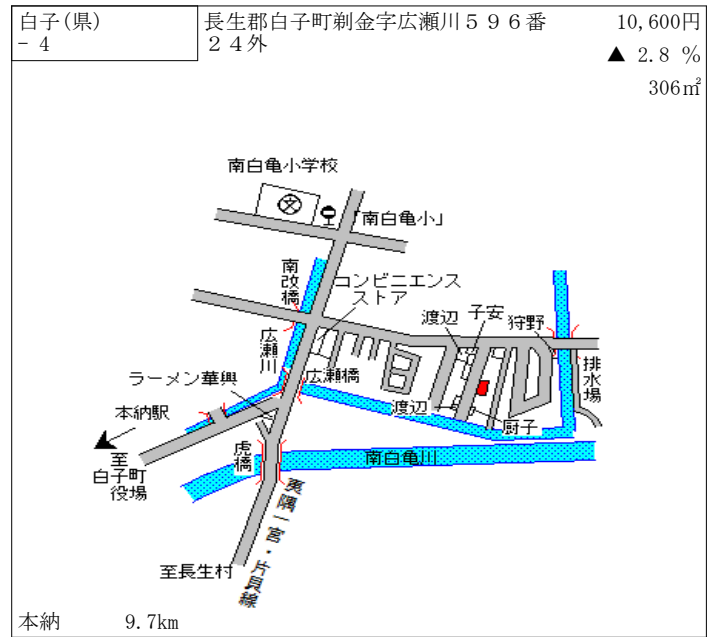 白子(県)
- 4
長生郡白子町剃金字広瀬川５９６番
２４外
10,600円
▲ 2.8 %
306㎡
南白亀小学校
「南白亀小」
南改橋
コンビニエンス
ストア
広瀬川
渡辺
子安
狩野
排水場
広瀬橋
ラーメン華興
本納駅
渡辺
厨子
至
白子町
役場
虎橋
南白亀川
夷隅一宮・片貝線
至長生村
本納 9.7km